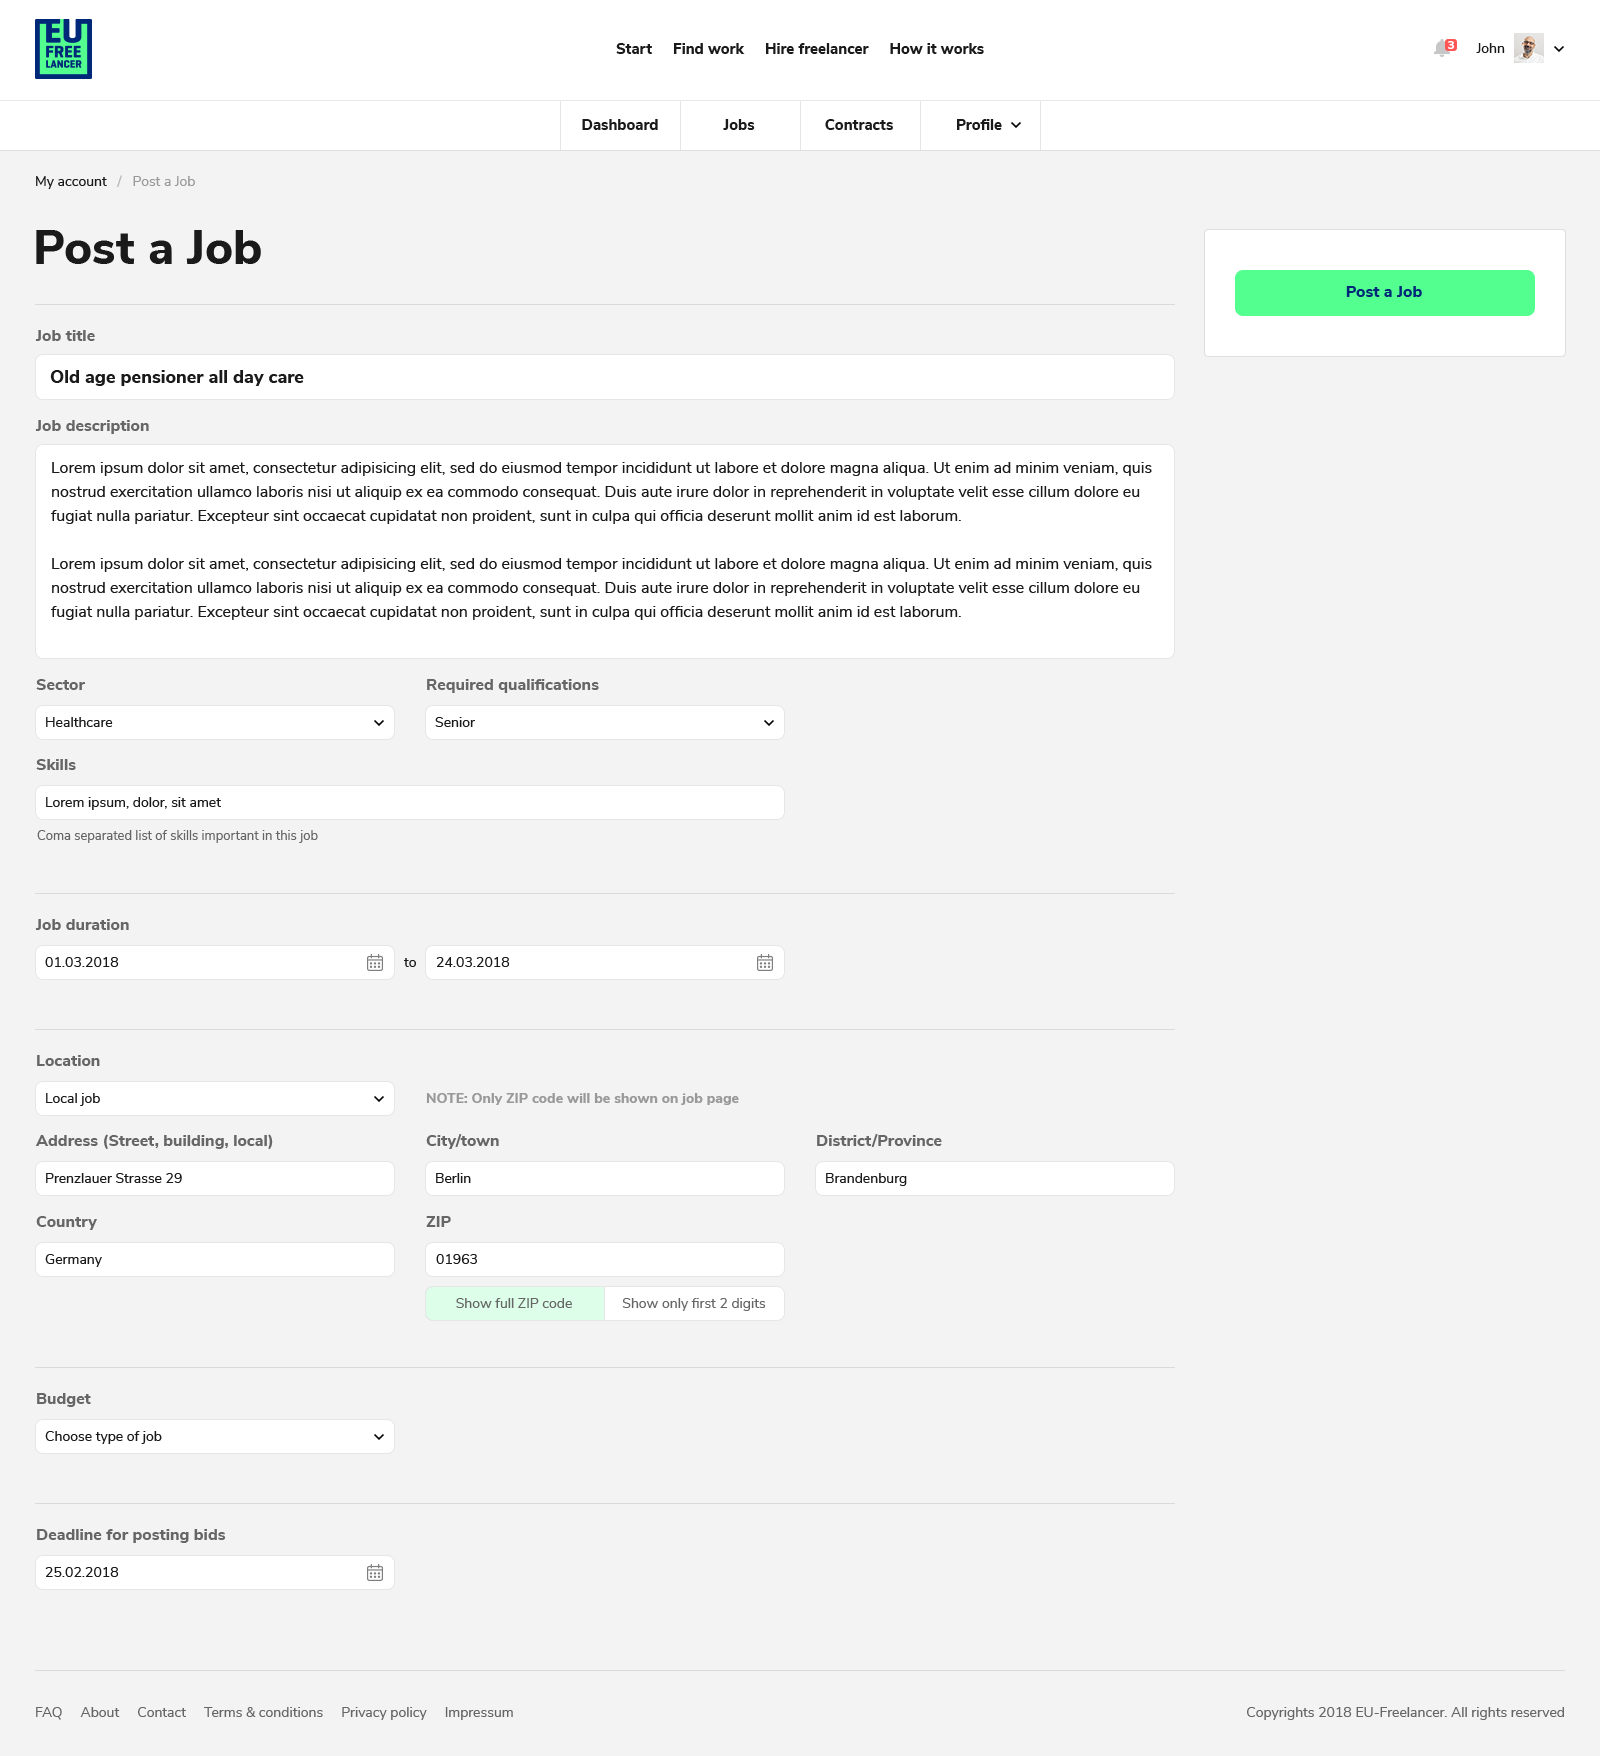 EU
FREE
LANCER
Start Find work Hire freelancer How it works
3
John
Dashboard Jobs Contracts Profile
My account / Post a Job
Post a Job
Post a Job
Job title
Old age pensioner all day care
Job description
Lorem ipsum dolor sit amet, consectetur adipisicing elit, sed do eiusmod tempor incididunt ut labore et dolore magna aliqua. Ut enim ad minim veniam, quis
nostrud exercitation ullamco laboris nisi ut aliquip ex ea commodo consequat. Duis aute irure dolor in reprehenderit in voluptate velit esse cillum dolore eu
fugiat nulla pariatur. Excepteur sint occaecat cupidatat non proident, sunt in culpa qui officia deserunt mollit anim id est laborum.
Lorem ipsum dolor sit amet, consectetur adipisicing elit, sed do eiusmod tempor incididunt ut labore et dolore magna aliqua. Ut enim ad minim veniam, quis
nostrud exercitation ullamco laboris nisi ut aliquip ex ea commodo consequat. Duis aute irure dolor in reprehenderit in voluptate velit esse cillum dolore eu
fugiat nulla pariatur. Excepteur sint occaecat cupidatat non proident, sunt in culpa qui officia deserunt mollit anim id est laborum.
Sector Required qualifications
Healthcare Senior
Skills
Lorem ipsum, dolor, sit amet
Coma separated list of skills important in this job
Job duration
01.03.2018 to 24.03.2018
Location
Local job NOTE: Only ZIP code will be shown on job page
Address (Street, building, local) City/town District/Province
Prenzlauer Strasse 29 Berlin Brandenburg
Country ZIP
Germany 01963
Show full ZIP code Show only first 2 digits
Budget
Choose type of job
Deadline for posting bids
25.02.2018
FAQ About Contact Terms & conditions Privacy policy Impressum Copyrights 2018 EU-Freelancer. All rights reserved